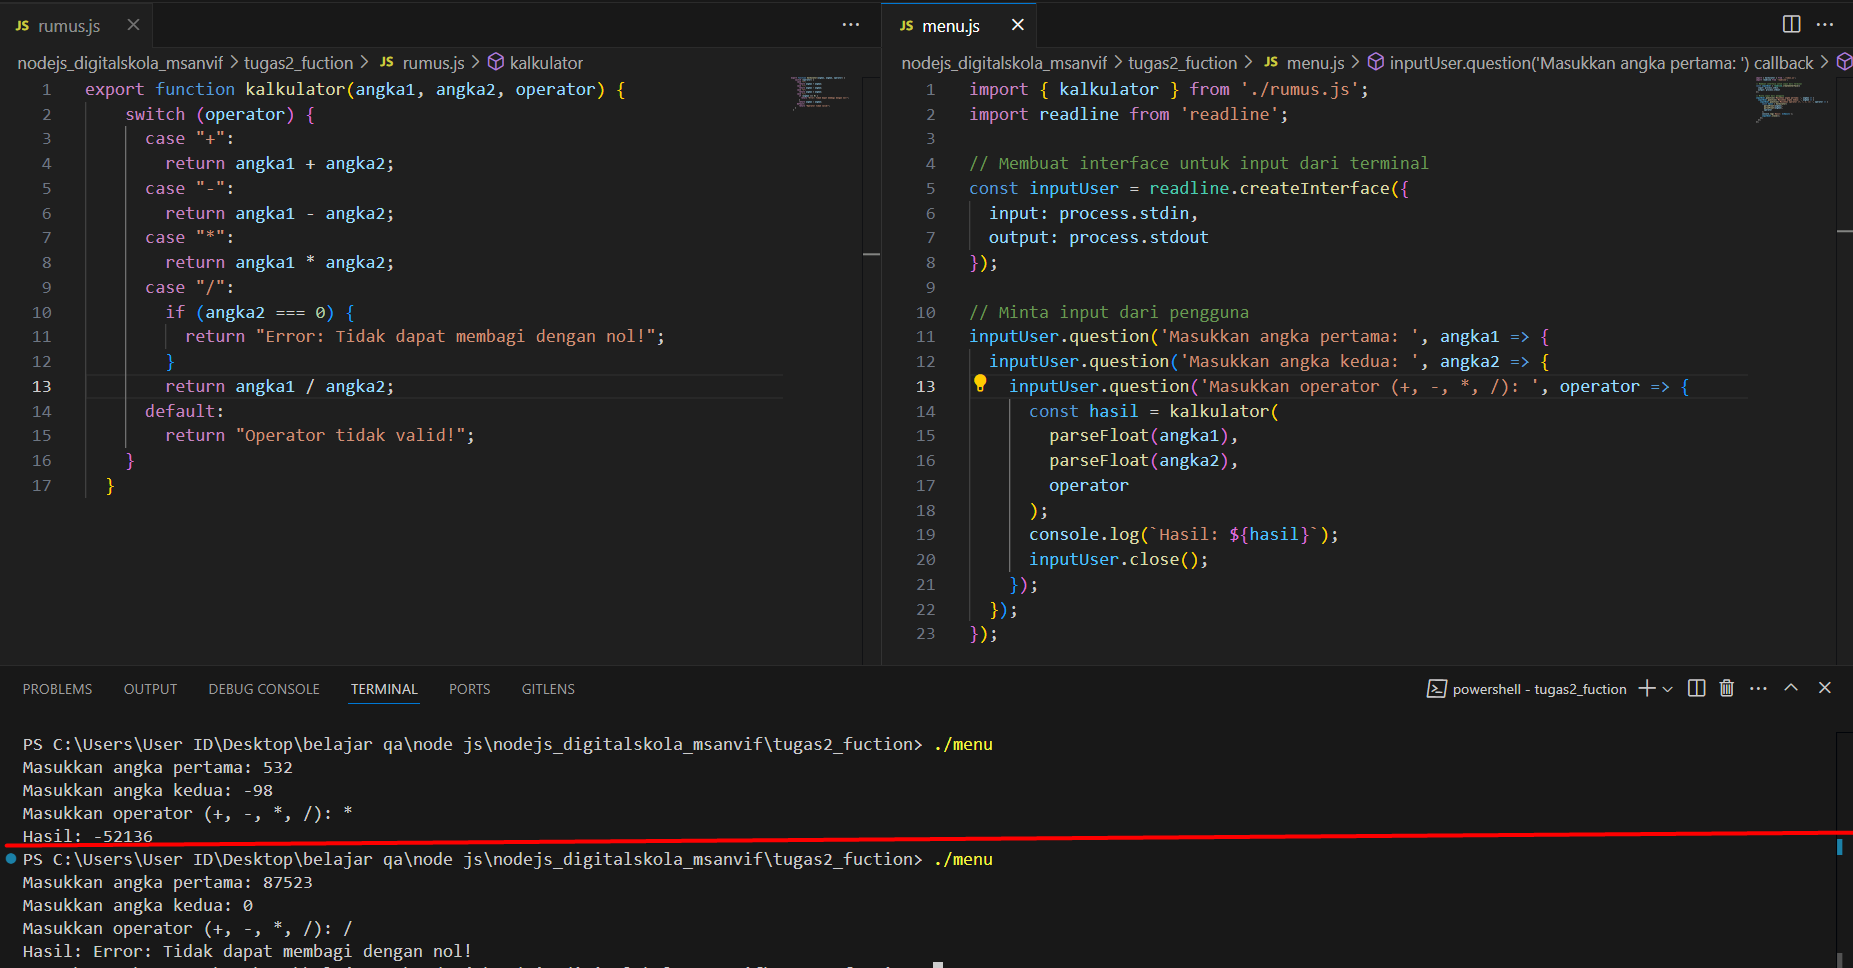 JS rumus.js
nodejs_digitalskola_msanvif > tugas2_fuction > JS rumus.js > kalkulator
1 export function kalkulator(angka1, angka2, operator) {
2 switch (operator) {
3 case "+":
4 return angka1 + angka2;
5 case "-":
6 return angka1 - angka2;
7 case "*":
8 return angka1 * angka2;
9 case "/":
10 if (angka2 === 0) {
11 return "Error: Tidak dapat membagi dengan nol!";
12 }
13 return angka1 / angka2;
14 default:
15 return "Operator tidak valid!";
16 }
17 }
JS menu.js
nodejs_digitalskola_msanvif > tugas2_fuction > JS menu.js > inputUser.question('Masukkan angka pertama: ') callback >
1 import { kalkulator } from './rumus.js';
2 import readline from 'readline';
3
4 // Membuat interface untuk input dari terminal
5 const inputUser = readline.createInterface({
6 input: process.stdin,
7 output: process.stdout
8 });
9
10 // Minta input dari pengguna
11 inputUser.question('Masukkan angka pertama: ', angka1 => {
12 inputUser.question('Masukkan angka kedua: ', angka2 => {
13 inputUser.question('Masukkan operator (+, -, *, /): ', operator => {
14 const hasil = kalkulator(
15 parseFloat(angka1),
16 parseFloat(angka2),
17 operator
18 );
19 console.log(`Hasil: ${hasil}`);
20 inputUser.close();
21 });
22 });
23 });
PROBLEMS OUTPUT DEBUG CONSOLE TERMINAL PORTS GITLENS
powershell - tugas2_fuction
PS C:\Users\User ID\Desktop\belajar qa\node js\nodejs_digitalskola_msanvif\tugas2_fuction> ./menu
Masukkan angka pertama: 532
Masukkan angka kedua: -98
Masukkan operator (+, -, *, /): *
Hasil: -52136
PS C:\Users\User ID\Desktop\belajar qa\node js\nodejs_digitalskola_msanvif\tugas2_fuction> ./menu
Masukkan angka pertama: 87523
Masukkan angka kedua: 0
Masukkan operator (+, -, *, /): /
Hasil: Error: Tidak dapat membagi dengan nol!